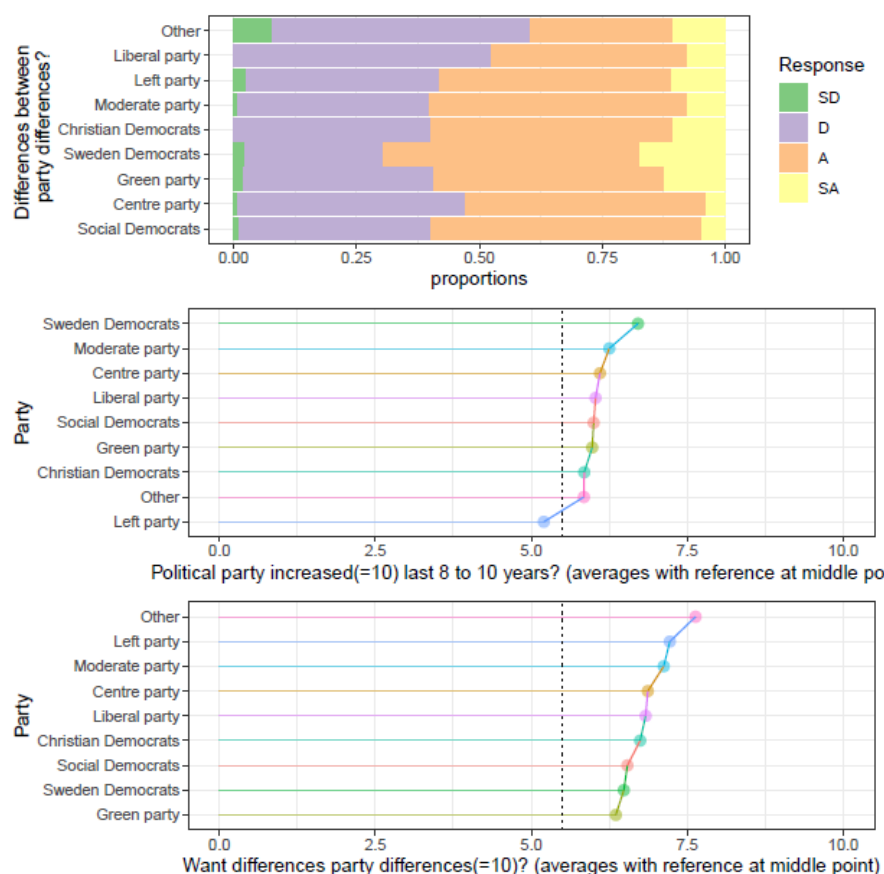 Differences between
party differences?
Other
Liberal party
Left party
Moderate party
Christian Democrats
Sweden Democrats
Green party
Centre party
Social Democrats
0.00 0.25 0.50 0.75 1.00
proportions
Response
SD
D
A
SA
Party
Sweden Democrats
Moderate party
Centre party
Liberal party
Social Democrats
Green party
Christian Democrats
Other
Left party
0.0 2.5 5.0 7.5 10.0
Political party increased(=10) last 8 to 10 years? (averages with reference at middle po
Party
Other
Left party
Moderate party
Centre party
Liberal party
Christian Democrats
Social Democrats
Sweden Democrats
Green party
0.0 2.5 5.0 7.5 10.0
Want differences party differences(=10)? (averages with reference at middle point)